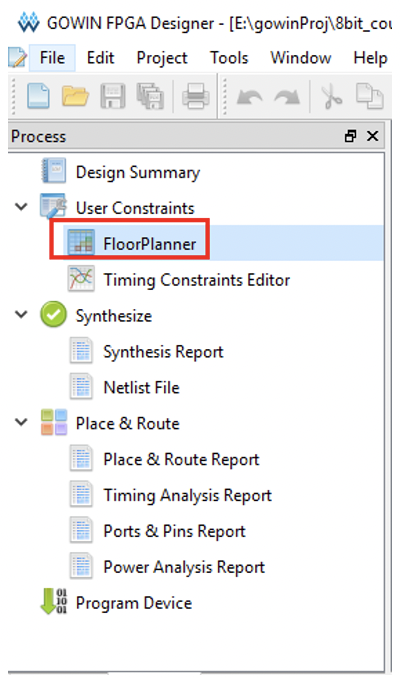 GOWIN FPGA Designer - [E:\gowinProj\8bit_cou
File Edit Project Tools Window Help
Process
Design Summary
User Constraints
FloorPlanner
Timing Constraints Editor
Synthesize
Synthesis Report
Netlist File
Place & Route
Place & Route Report
Timing Analysis Report
Ports & Pins Report
Power Analysis Report
Program Device